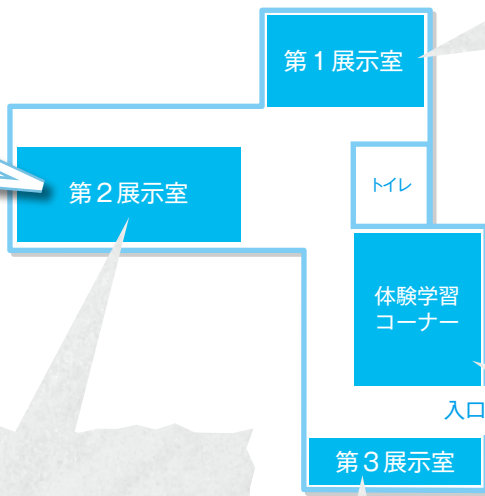 第１展示室
第２展示室
トイレ
体験学習
コーナー
入口
第３展示室